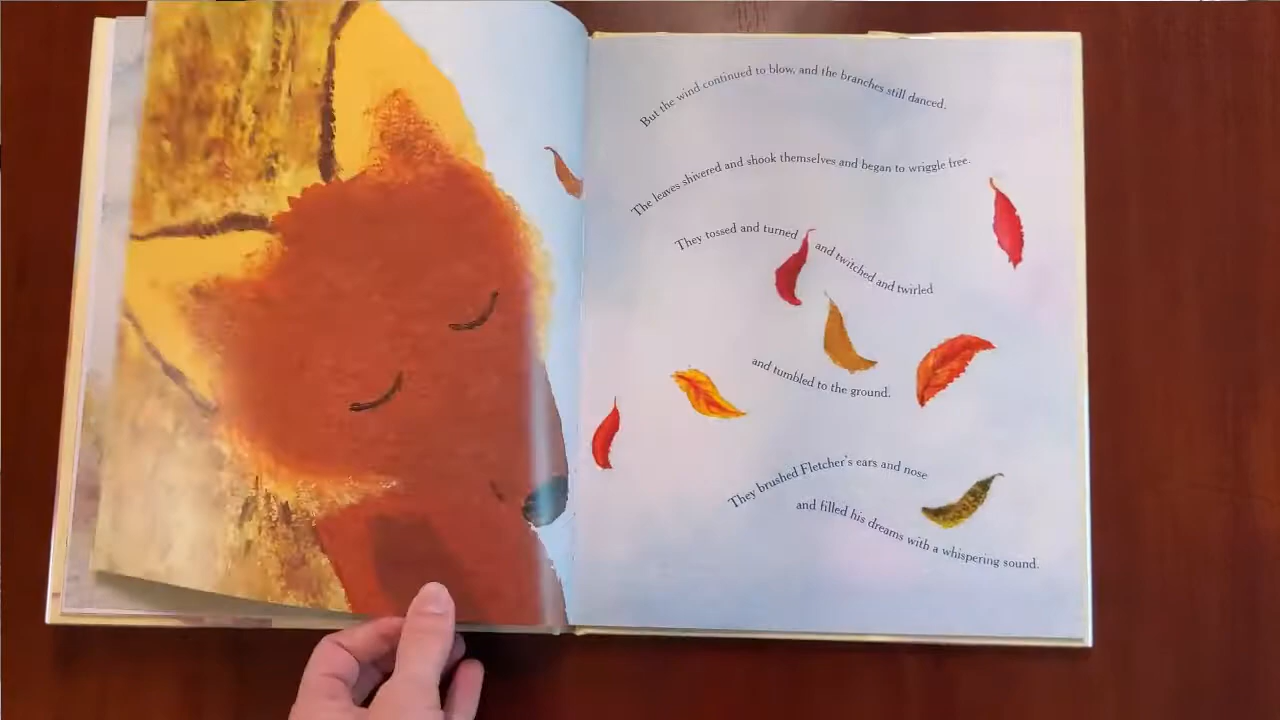 But the wind continued to blow, and the branches still danced.
The leaves shivered and shook themselves and began to wriggle free.
They tossed and turned and twitched and twirled
and tumbled to the ground.
They brushed Fletcher's ears and nose
and filled his dreams with a whispering sound.